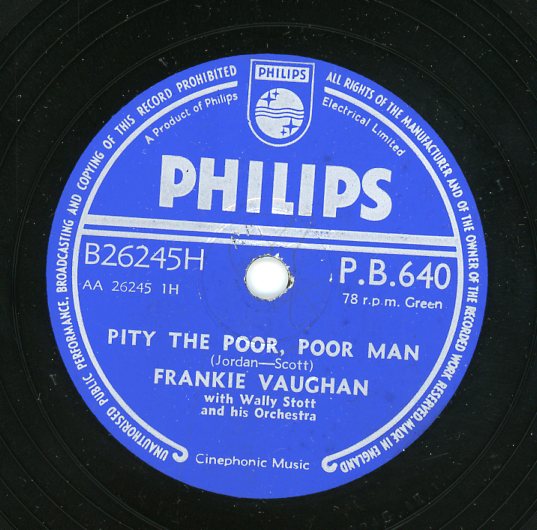 UNAUTHORISED PUBLIC PERFORMANCE, BROADCASTING AND COPYING OF THIS RECORD PROHIBITED
ALL RIGHTS OF THE MANUFACTURER AND OF THE OWNER OF THE RECORDED WORK RESERVED. MADE IN ENGLAND
PHILIPS
A Product of Philips Electrical Limited
PHILIPS
B26245H P.B.640
AA 26245 1H 78 r.p.m. Green
PITY THE POOR, POOR MAN
(Jordan—Scott)
FRANKIE VAUGHAN
with Wally Stott
and his Orchestra
Cinephonic Music